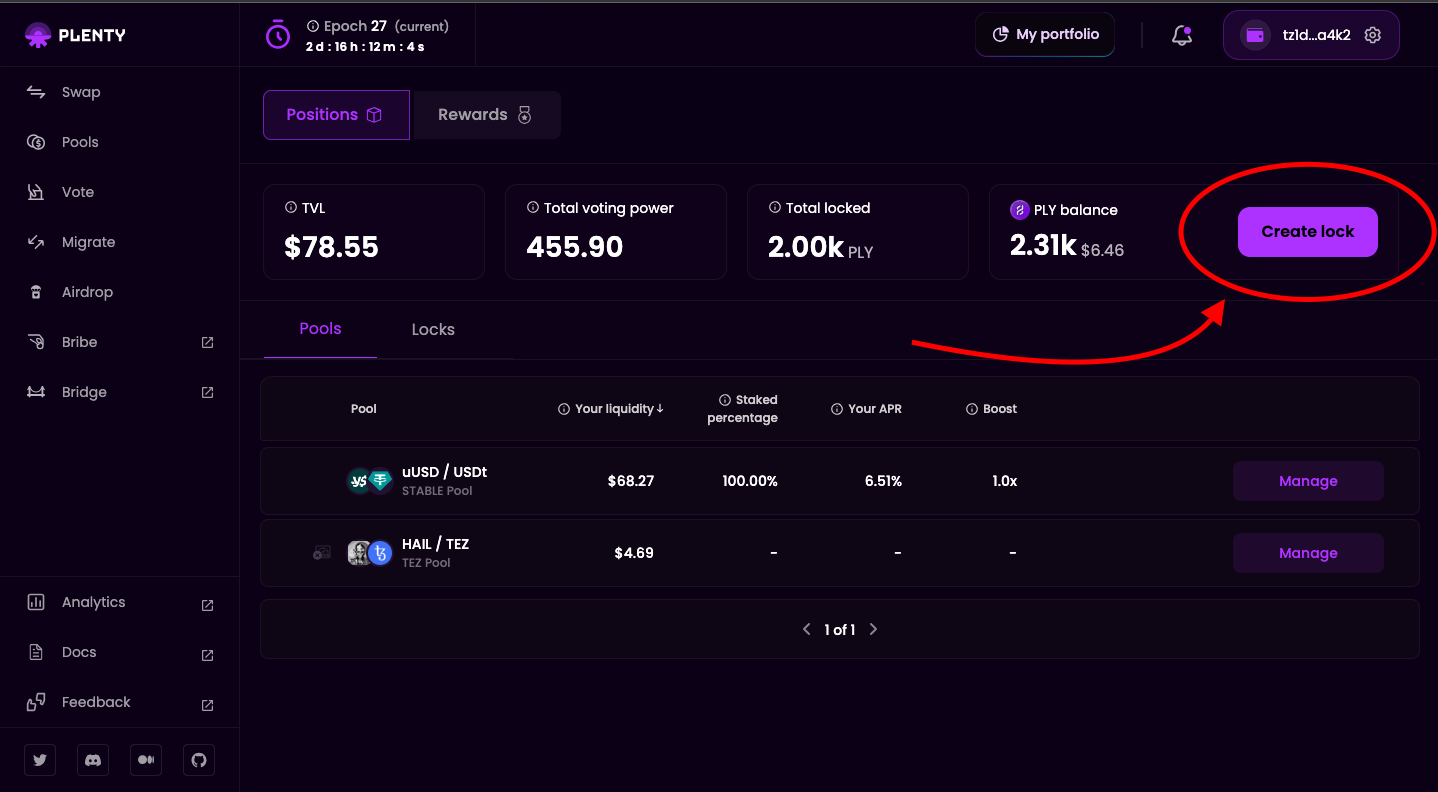 PLENTY
Epoch 27 (current)
2 d : 16 h : 12 m : 4 s
My portfolio
tz1d...a4k2
Swap
Pools
Vote
Migrate
Airdrop
Bribe
Bridge
Analytics
Docs
Feedback
Positions
Rewards
TVL
$78.55
Total voting power
455.90
Total locked
2.00k PLY
PLY balance
2.31k $6.46
Create lock
Pools Locks
Pool
Your liquidity↓
Staked
percentage
Your APR
Boost
uUSD / USDt
STABLE Pool
$68.27 100.00% 6.51% 1.0x
Manage
HAIL / TEZ
TEZ Pool
$4.69 - - -
Manage
1 of 1